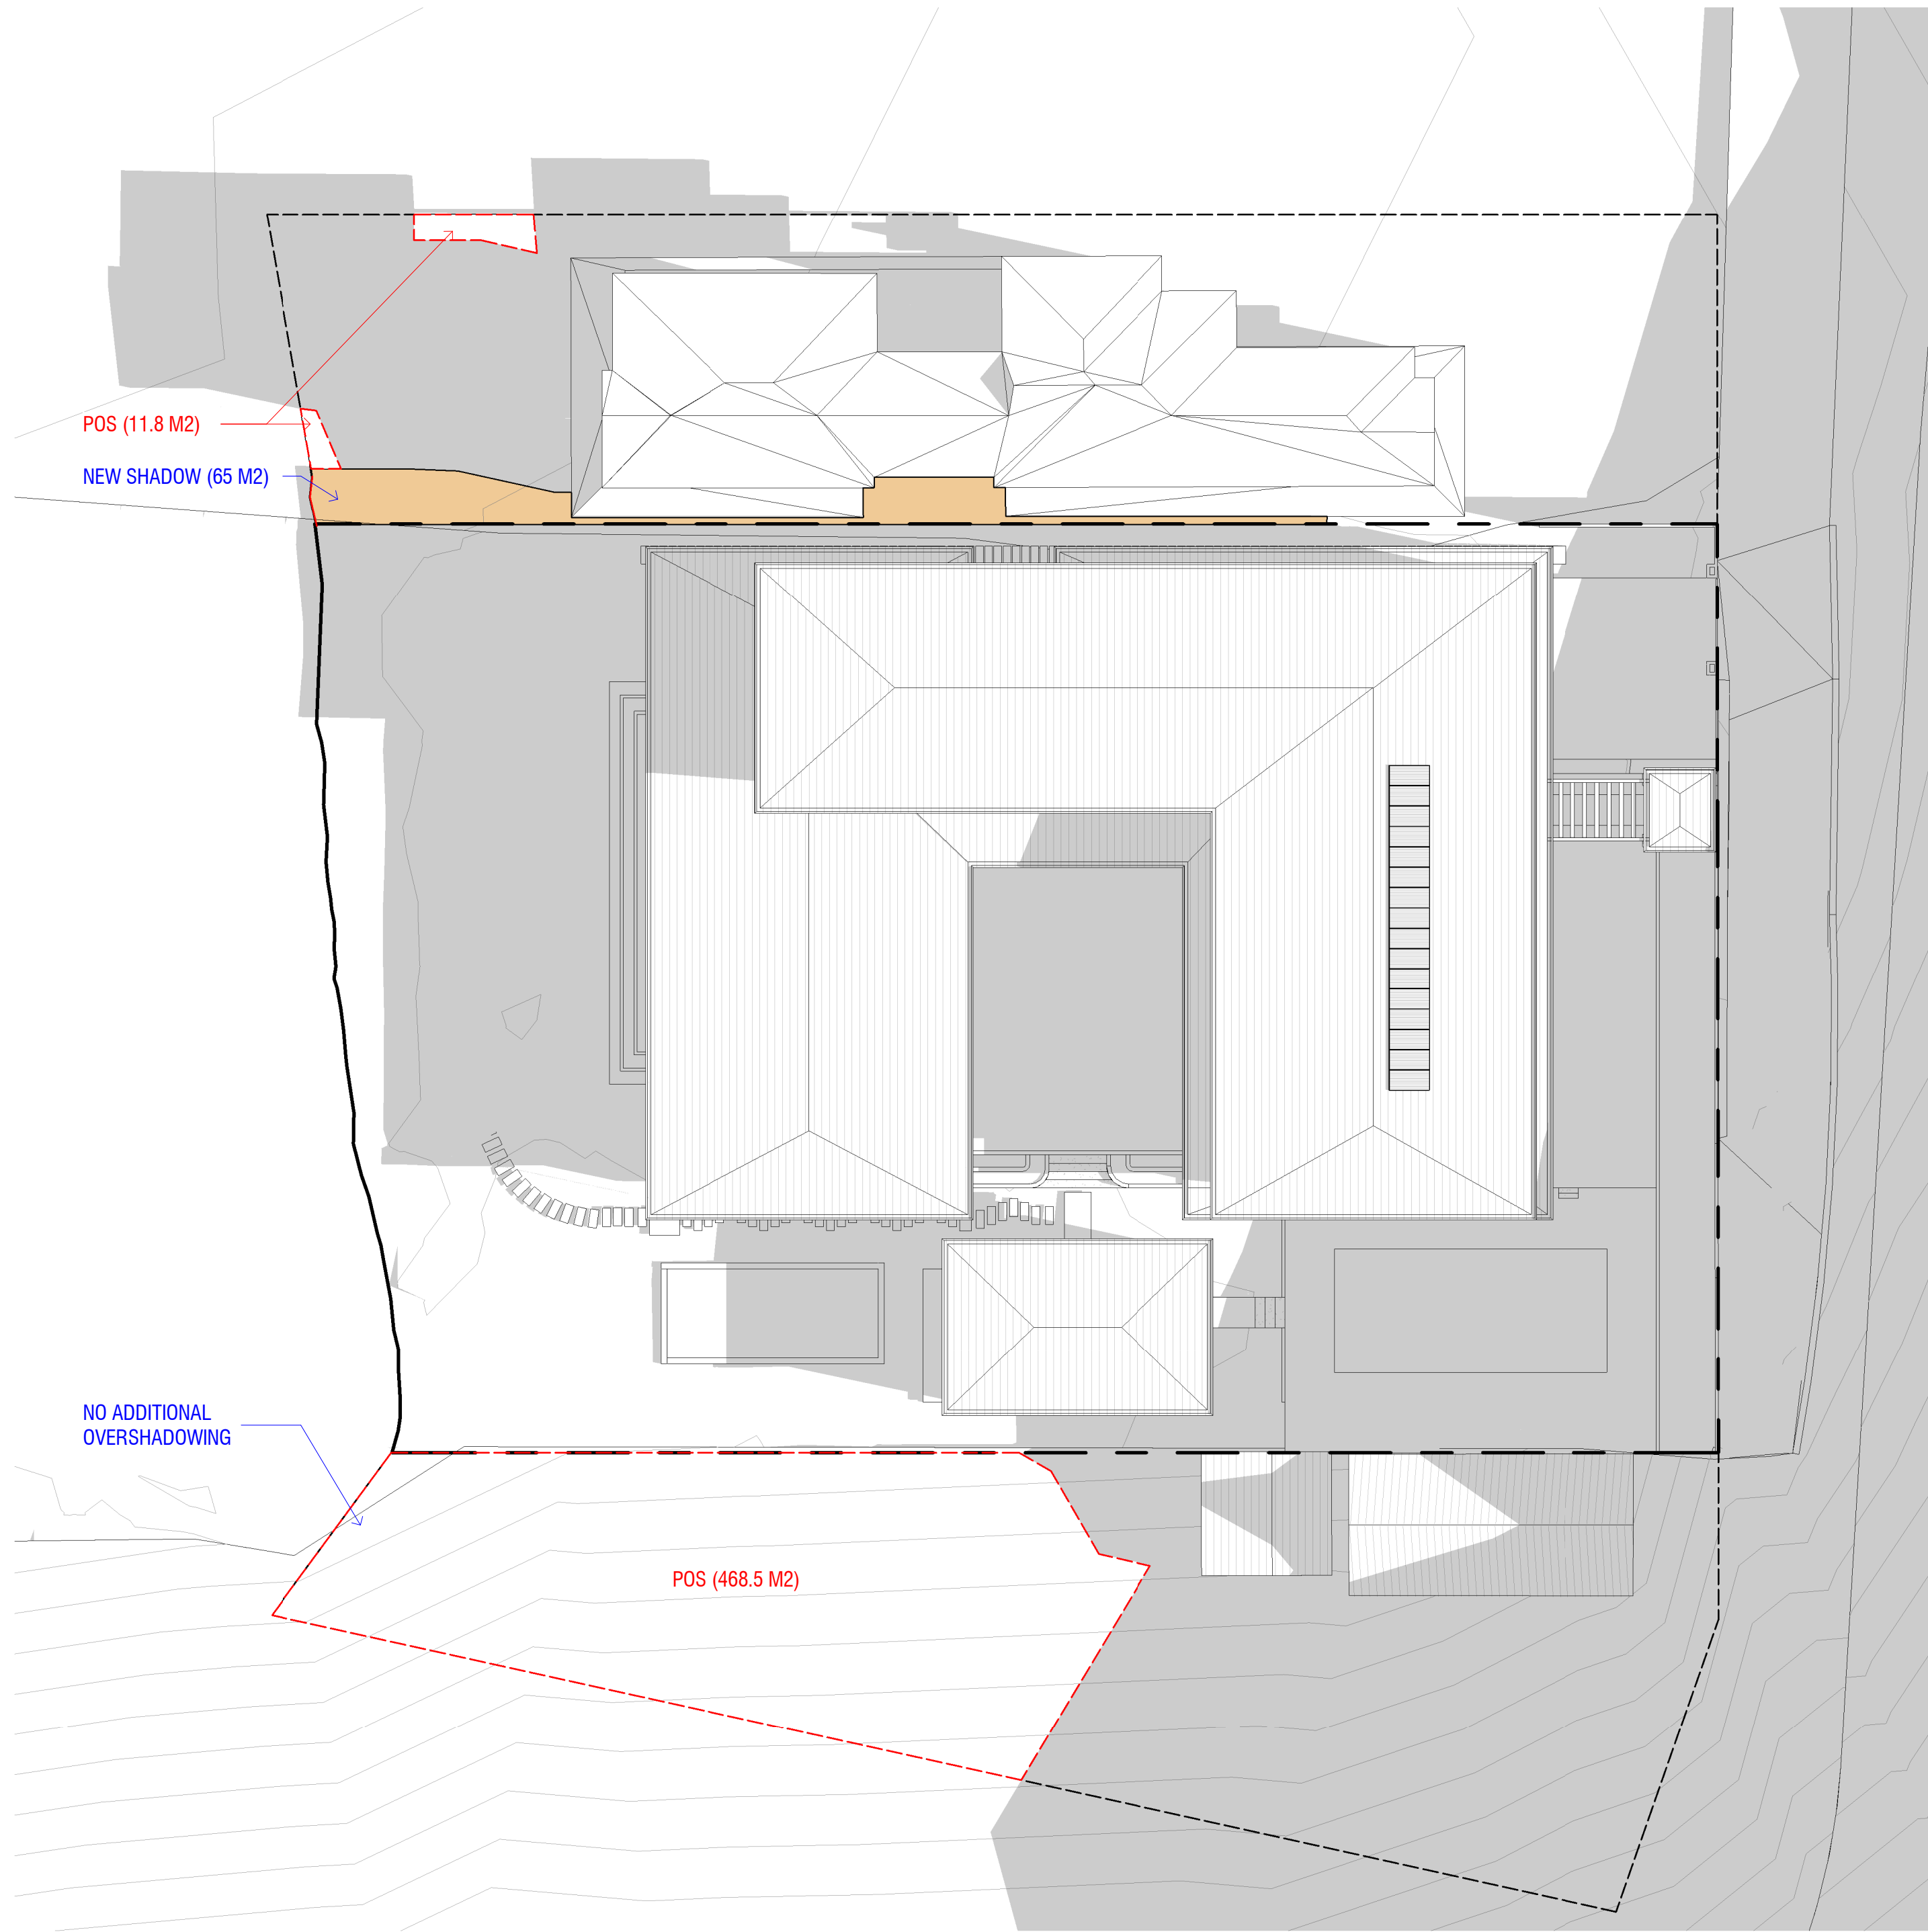 POS (11.8 M2)
NEW SHADOW (65 M2)
NO ADDITIONAL
OVERSHADOWING
POS (468.5 M2)